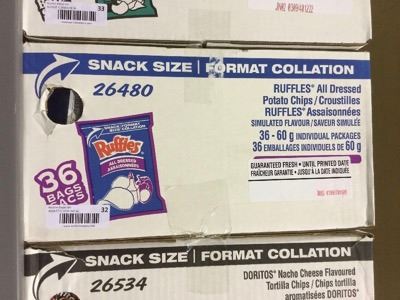 33
SNACK SIZE | FORMAT COLLATION
26480
RUFFLES® All Dressed
Potato Chips / Croustilles
RUFFLES® Assaisonnées
SIMULATED FLAVOUR / SAVEUR SIMULÉE
36 - 60 g INDIVIDUAL PACKAGES
36 EMBALLAGES INDIVIDUELS DE 60 g
GUARANTEED FRESH • UNTIL PRINTED DATE
FRAÎCHEUR GARANTIE • JUSQU'À LA DATE INDIQUÉE
Ruffles
ALL DRESSED
ASSAISONNÉES
36
BAGS
SACS
32
SNACK SIZE | FORMAT COLLATION
26534
DORITOS® Nacho Cheese Flavoured
Tortilla Chips / Chips tortilla
aromatisées DORITOS®